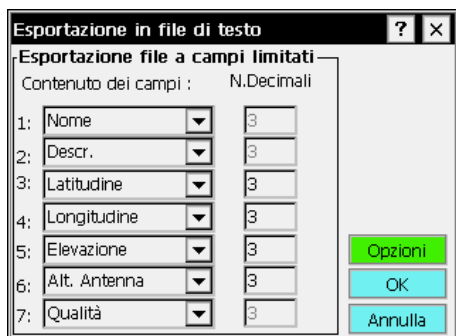 Esportazione in file di testo ? ×
Esportazione file a campi limitati
Contenuto dei campi : N.Decimali
1: Nome 3
2: Descr. 3
3: Latitudine 3
4: Longitudine 3
5: Elevazione 3
6: Alt. Antenna 3
7: Qualità 3
Opzioni
OK
Annulla